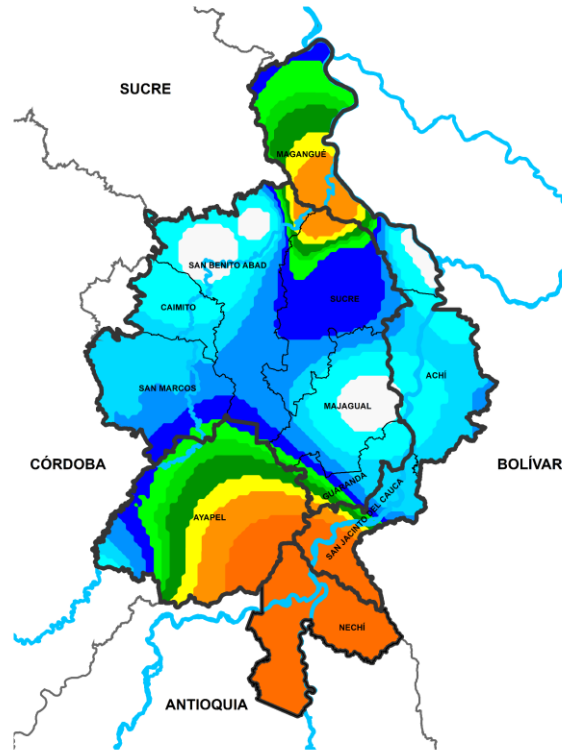 SUCRE
MAGANGUÉ
SAN BENITO ABAD
SUCRE
CAIMITO
ACHÍ
SAN MARCOS
MAJAGUAL
CÓRDOBA
BOLÍVAR
GUARANDA
AYAPEL
SAN JACINTO DEL CAUCA
NECHÍ
ANTIOQUIA